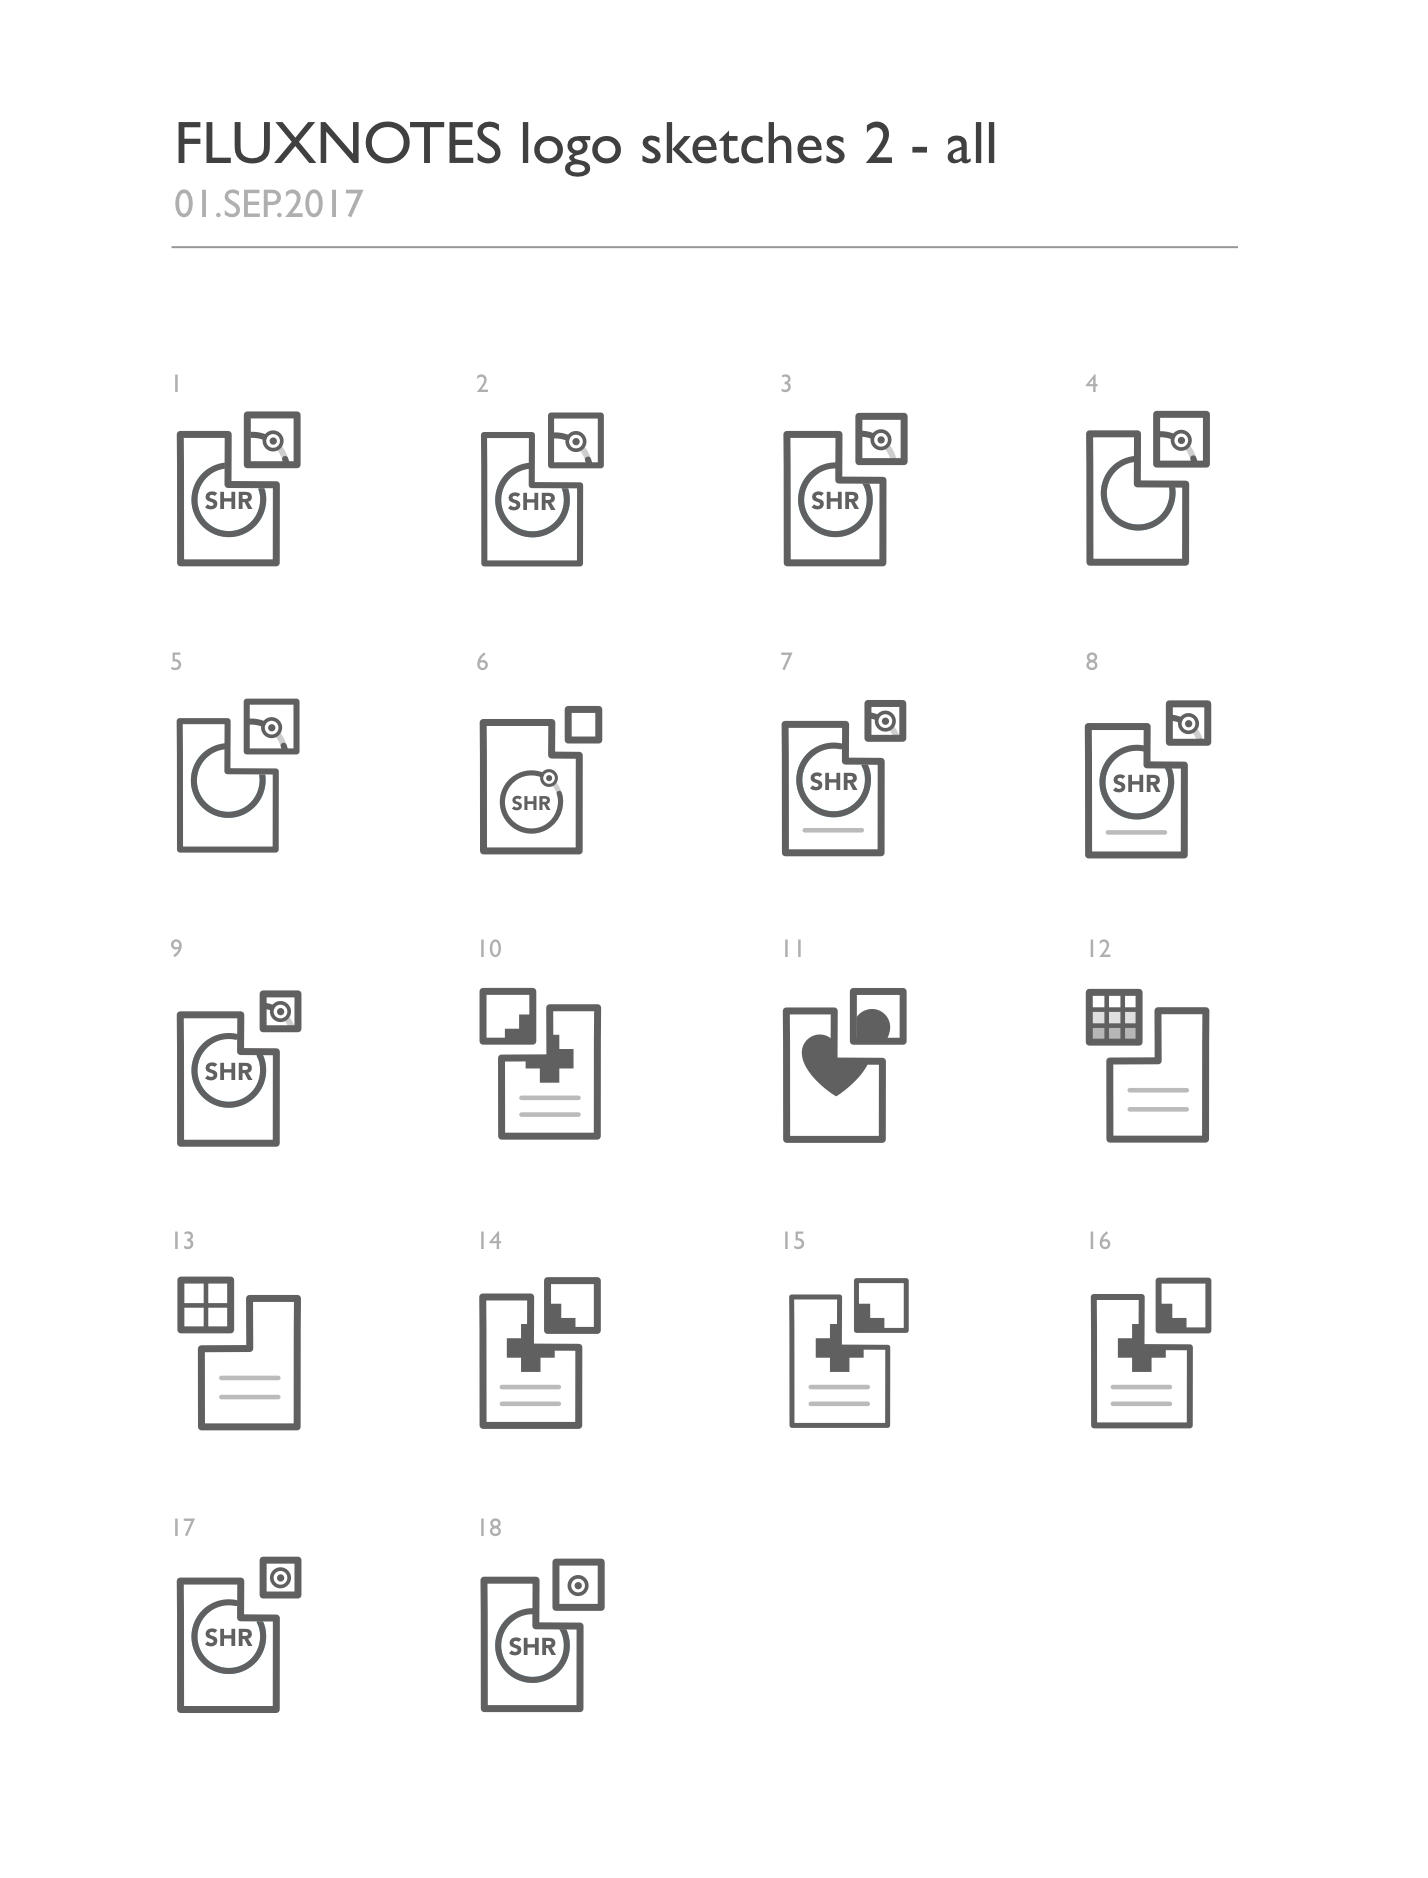 FLUXNOTES logo sketches 2 - all
01.SEP.2017
1 2 3 4
SHR SHR SHR
5 6 7 8
SHR SHR SHR
9 10 11 12
SHR
13 14 15 16
17 18
SHR SHR